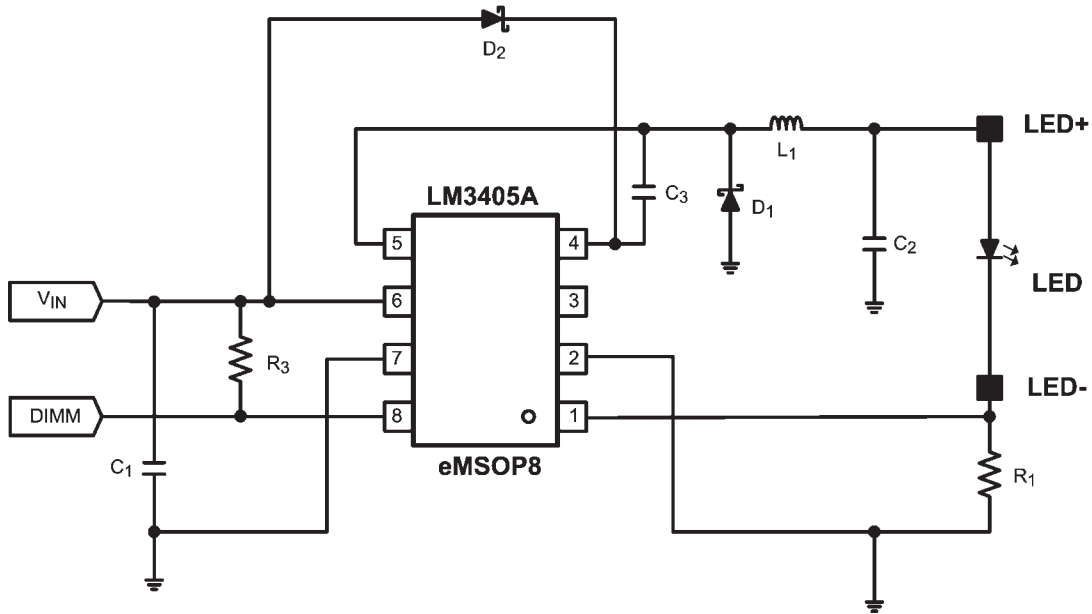 D2
LED+
L1
C3
D1
LM3405A
5
4
C2
VIN
6
3
LED
R3
7
2
LED-
DIMM
8
1
C1
eMSOP8
R1